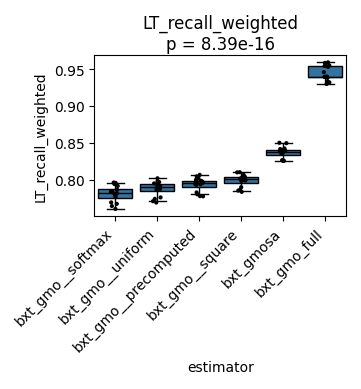 LT_recall_weighted
p = 8.39e-16
LT_recall_weighted
0.95
0.90
0.85
0.80
bxt_gmo__softmax
bxt_gmo__uniform
bxt_gmo__precomputed
bxt_gmo__square
bxt_gmosa
bxt_gmo_full
estimator